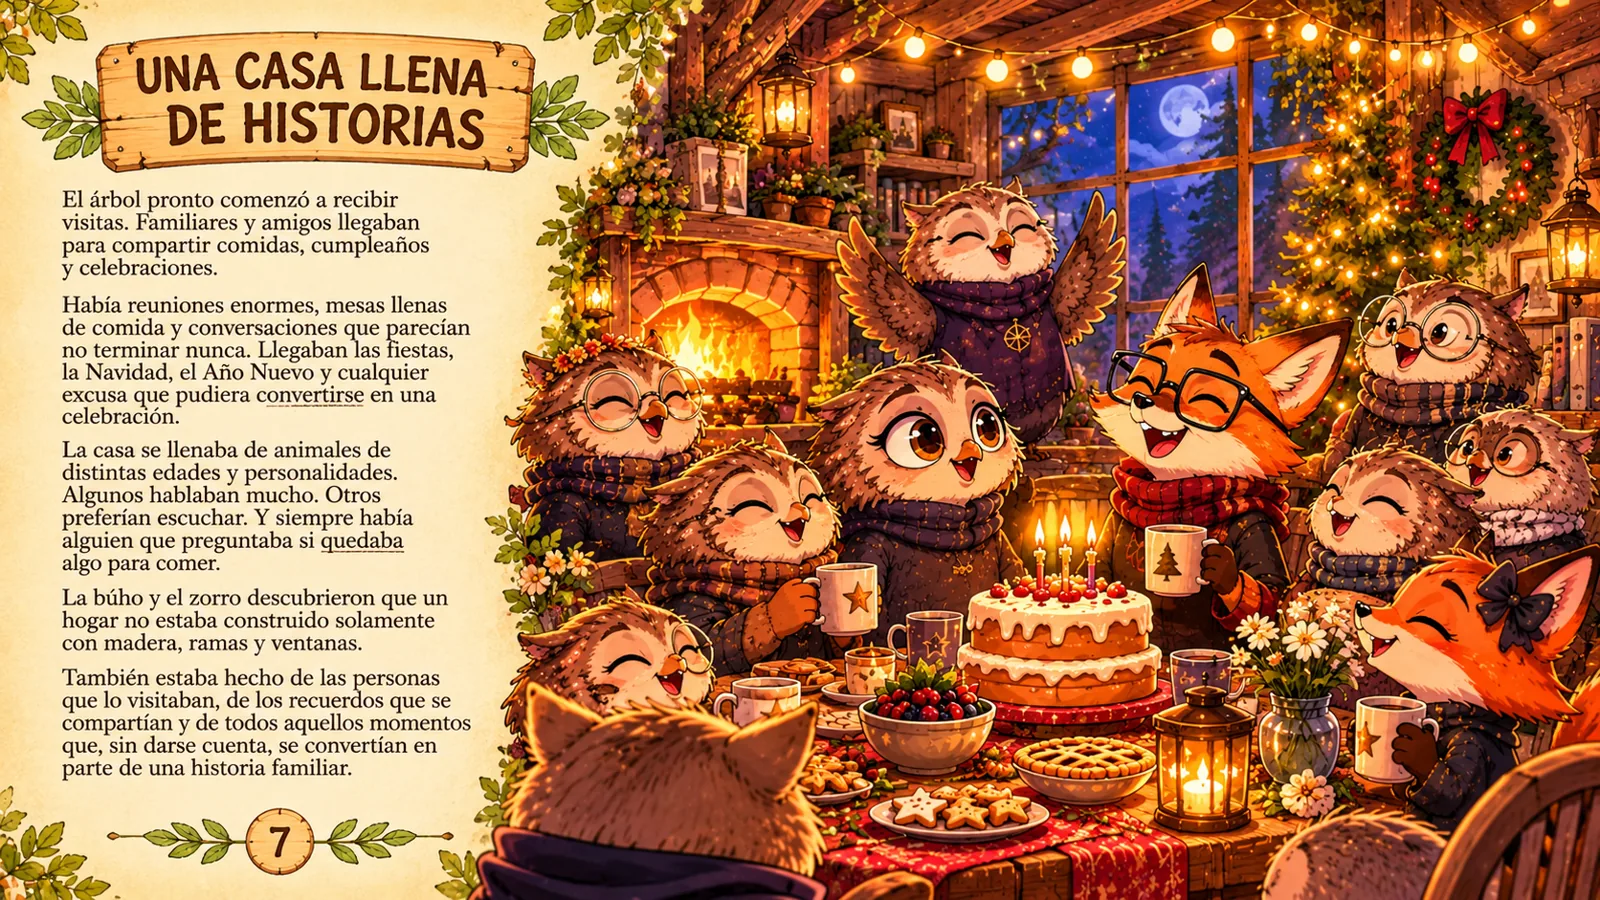 UNA CASA LLENA
DE HISTORIAS
El árbol pronto comenzó a recibir
visitas. Familiares y amigos llegaban
para compartir comidas, cumpleaños
y celebraciones.
Había reuniones enormes, mesas llenas
de comida y conversaciones que parecían
no terminar nunca. Llegaban las fiestas,
la Navidad, el Año Nuevo y cualquier
excusa que pudiera convertirse en una
celebración.
La casa se llenaba de animales de
distintas edades y personalidades.
Algunos hablaban mucho. Otros
preferían escuchar. Y siempre había
alguien que preguntaba si quedaba
algo para comer.
La búho y el zorro descubrieron que un
hogar no estaba construido solamente
con madera, ramas y ventanas.
También estaba hecho de las personas
que lo visitaban, de los recuerdos que se
compartían y de todos aquellos momentos
que, sin darse cuenta, se convertían en
parte de una historia familiar.
7